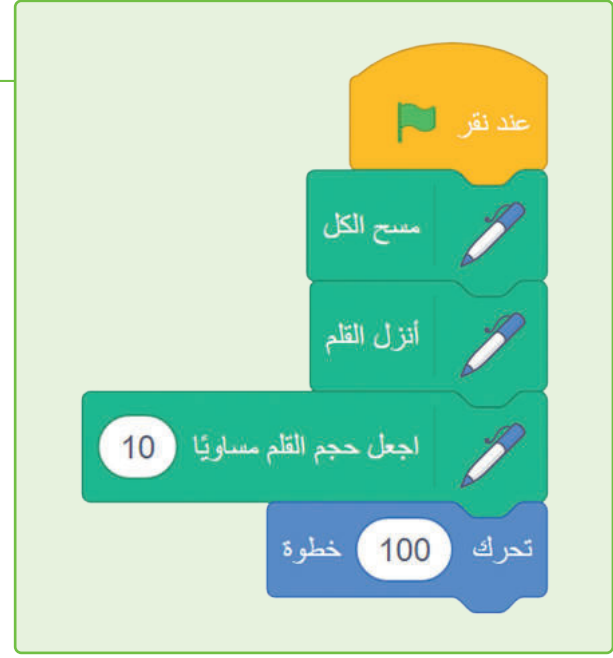 عند نقر
مسح الكل
أنزل القلم
اجعل حجم القلم مساويًا 10
تحرك 100 خطوة